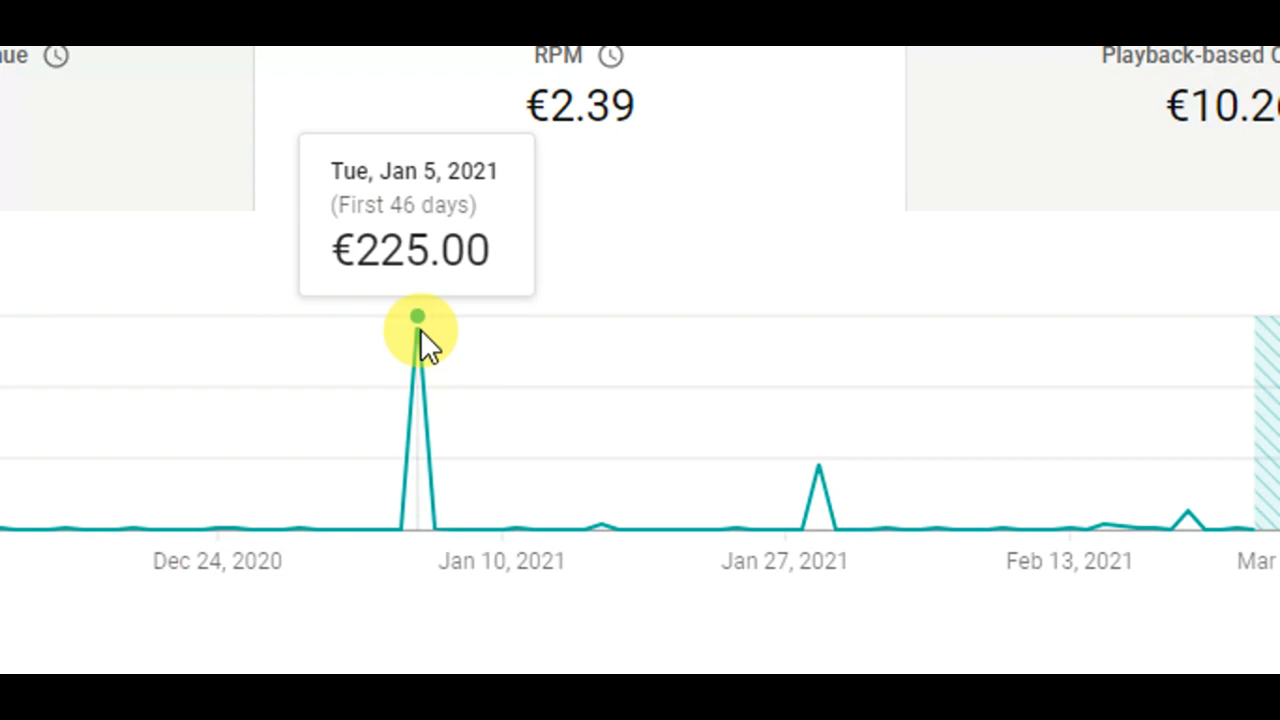 RPM
€2.39
Playback-based
Tue, Jan 5, 2021
(First 46 days)
€225.00
Dec 24, 2020
Jan 10, 2021
Jan 27, 2021
Feb 13, 2021
Mar